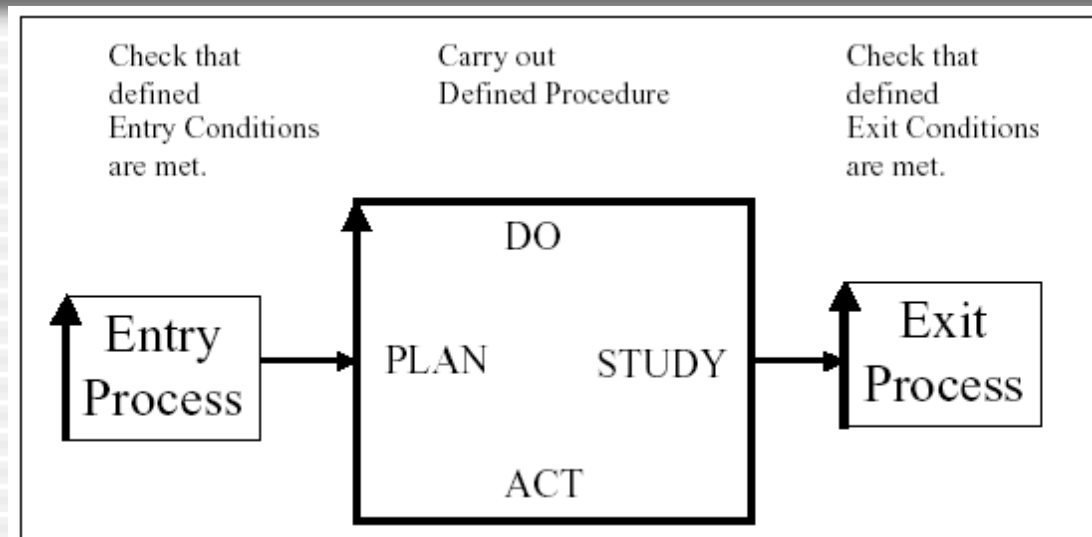 Check that
defined
Entry Conditions
are met.
Carry out
Defined Procedure
Check that
defined
Exit Conditions
are met.
Entry
Process
DO
PLAN
STUDY
ACT
Exit
Process